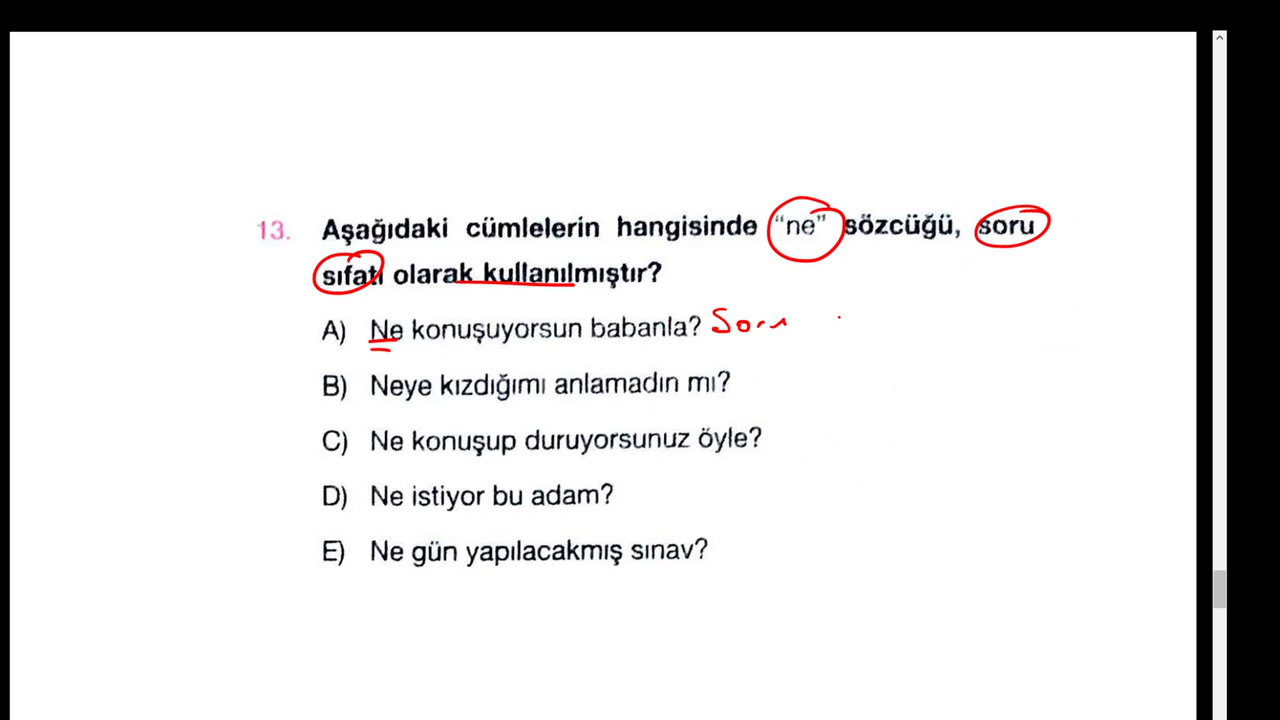 13. Aşağıdaki cümlelerin hangisinde “ne” sözcüğü, soru
sıfatı olarak kullanılmıştır?
A) Ne konuşuyorsun babanla? Soru
B) Neye kızdığımı anlamadın mı?
C) Ne konuşup duruyorsunuz öyle?
D) Ne istiyor bu adam?
E) Ne gün yapılacakmış sınav?